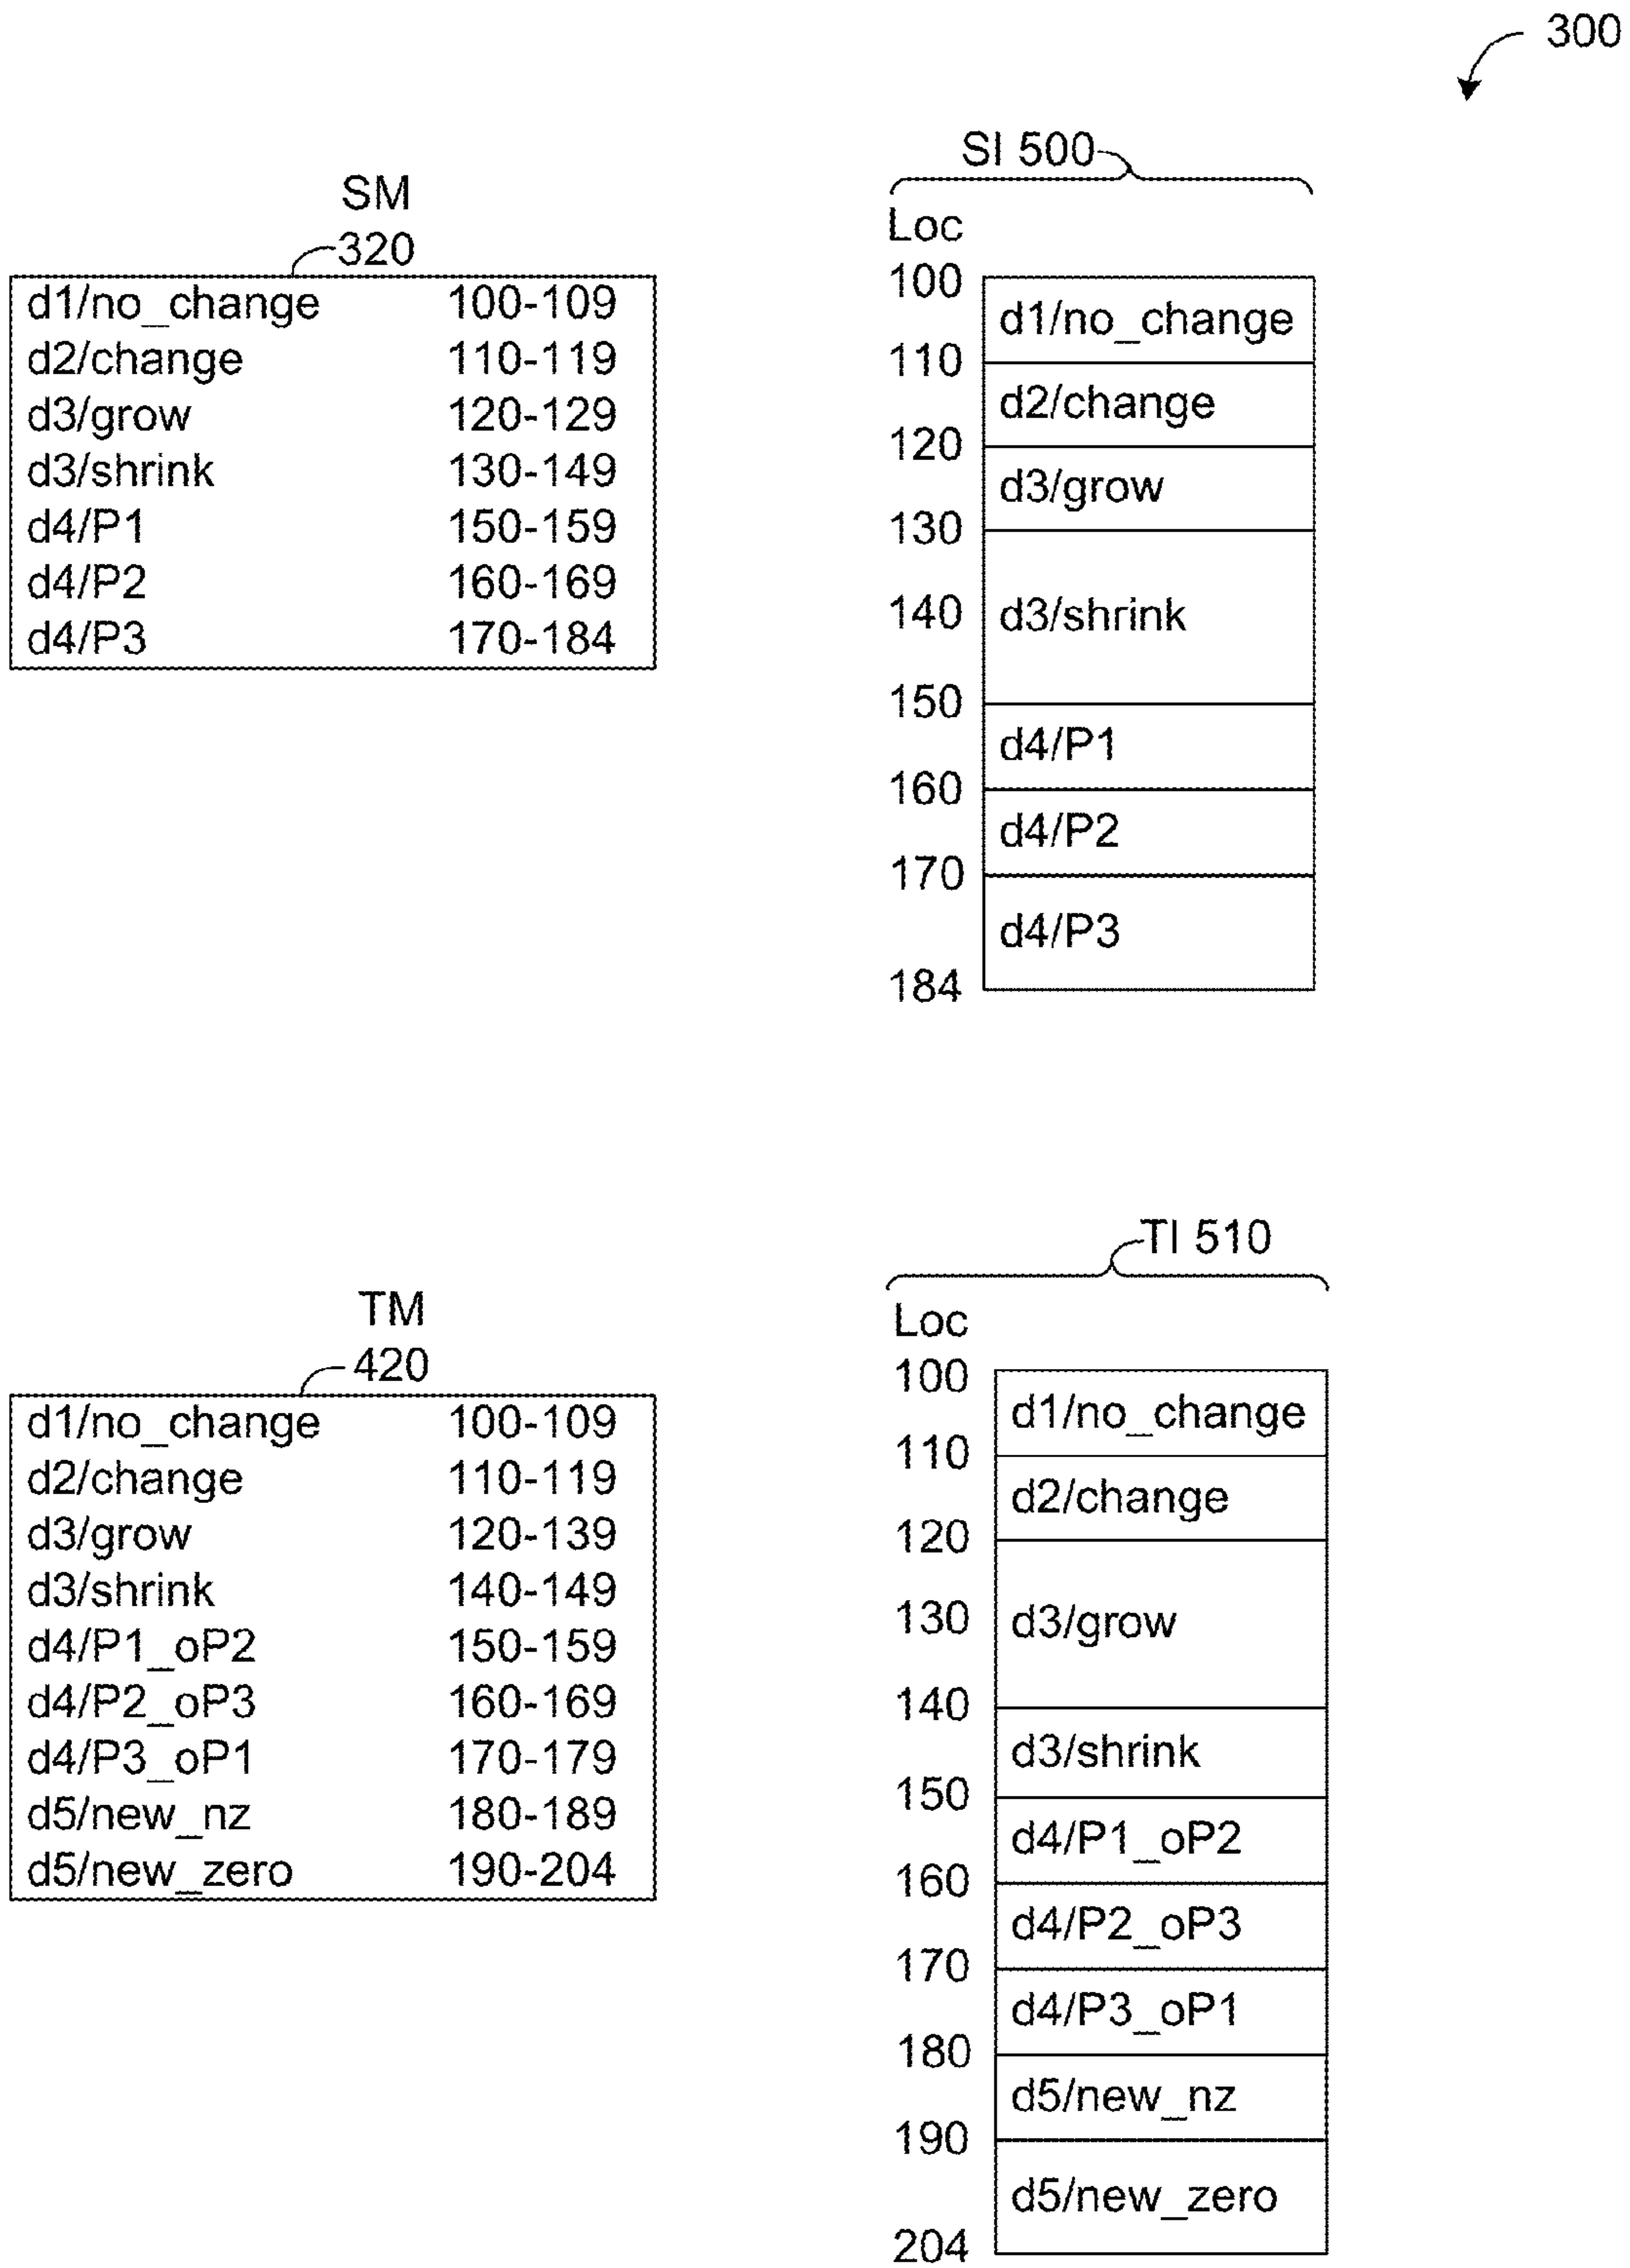 300
SM
320
d1/no_change 100-109
d2/change 110-119
d3/grow 120-129
d3/shrink 130-149
d4/P1 150-159
d4/P2 160-169
d4/P3 170-184
SI 500
Loc
100
d1/no_change
110
d2/change
120
d3/grow
130
140 d3/shrink
150
d4/P1
160
d4/P2
170
d4/P3
184
TM
420
d1/no_change 100-109
d2/change 110-119
d3/grow 120-139
d3/shrink 140-149
d4/P1_oP2 150-159
d4/P2_oP3 160-169
d4/P3_oP1 170-179
d5/new_nz 180-189
d5/new_zero 190-204
TI 510
Loc
100
d1/no_change
110
d2/change
120
130 d3/grow
140
d3/shrink
150
d4/P1_oP2
160
d4/P2_oP3
170
d4/P3_oP1
180
d5/new_nz
190
d5/new_zero
204